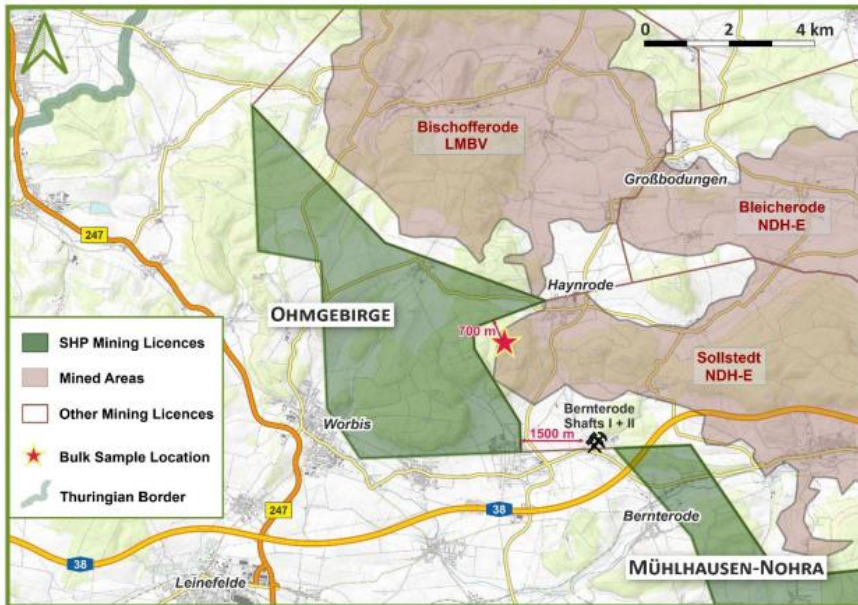 0 2 4 km
Bischofferode
LMBV
Großbodungen
Bleicherode
NDH-E
247
Haynrode
OHMGEBIRGE
700 m
SHP Mining Licences
Mined Areas
Other Mining Licences
Bulk Sample Location
Thuringian Border
Sollstedt
NDH-E
Worbis
Bernterode
Shafts I + II
1500 m
247
38
38
Bernterode
Leinefelde
MÜHLHAUSEN-NOHRA